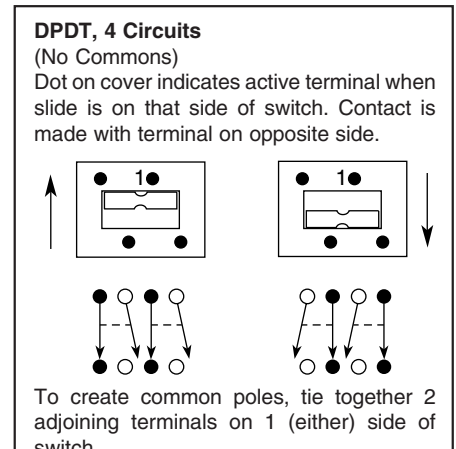 DPDT, 4 Circuits
(No Commons)
Dot on cover indicates active terminal when
slide is on that side of switch. Contact is
made with terminal on opposite side.
1 1
To create common poles, tie together 2
adjoining terminals on 1 (either) side of
switch